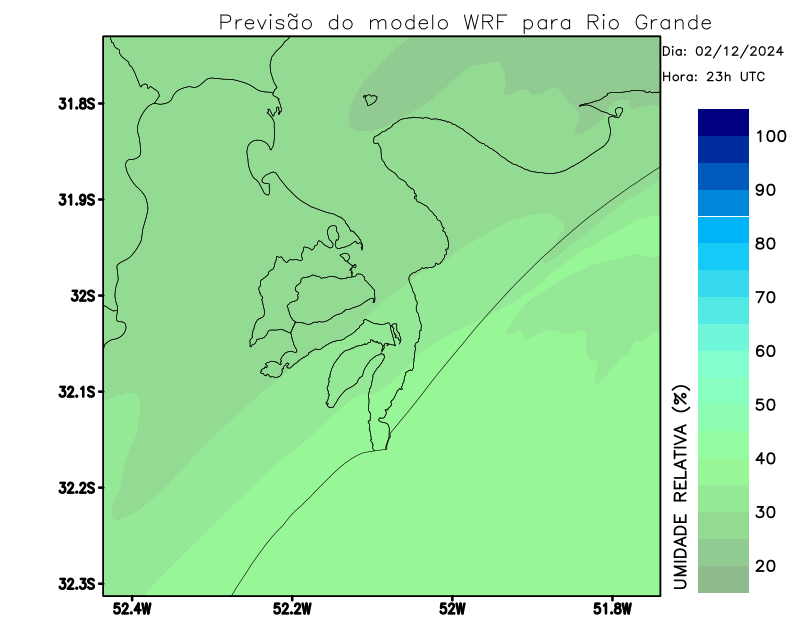 Previsão do modelo WRF para Rio Grande
Dia: 02/12/2024
Hora: 23h UTC
31.8S
31.9S
32S
32.1S
32.2S
32.3S
52.4W
52.2W
52W
51.8W
UMIDADE RELATIVA (%)
100
90
80
70
60
50
40
30
20